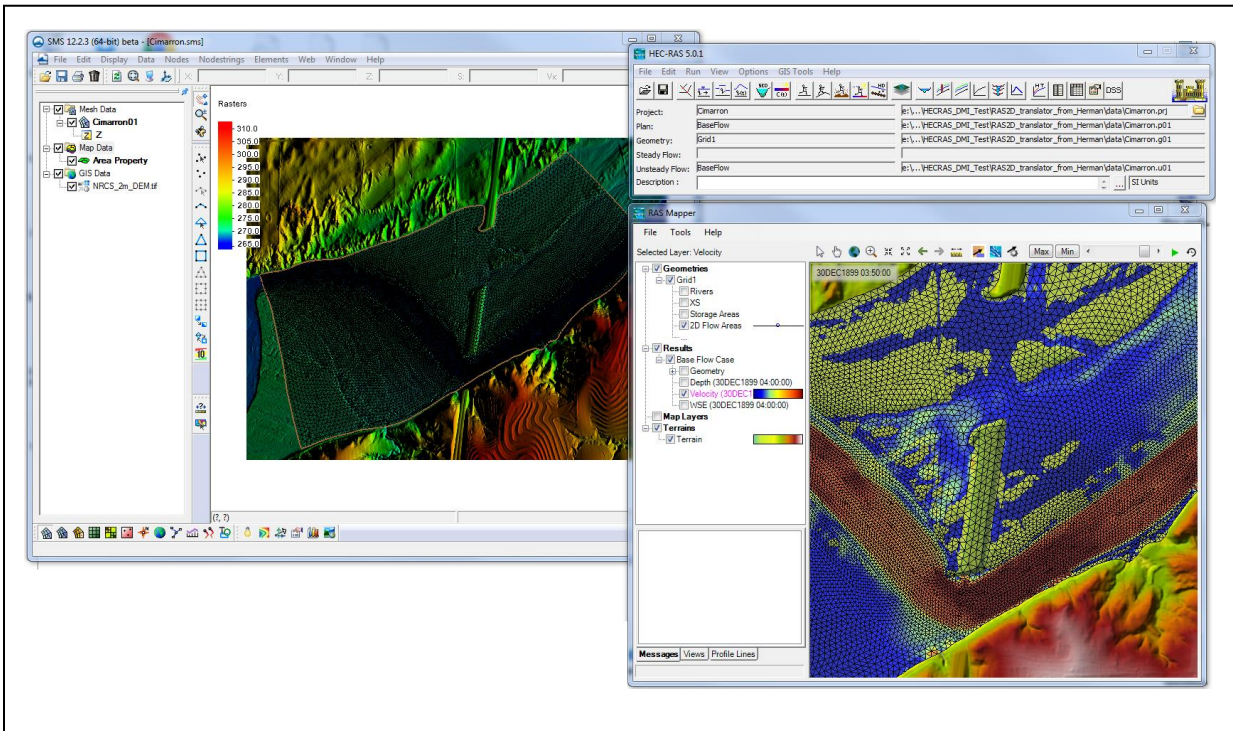 SMS 12.2.3 (64-bit) beta - [Cimarron.sms]
File Edit Display Data Nodes Nodestrings Elements Web Window Help
X: Y: Z: S: Vx:
Mesh Data
Cimarron01
Z
Map Data
Area Property
GIS Data
NRCS_2m_DEM.tif
Rasters
310.0
305.0
300.0
295.0
290.0
285.0
280.0
275.0
270.0
265.0
(?, ?)
HEC-RAS 5.0.1
File Edit Run View Options GIS Tools Help
DSS
Project: Cimarron e:\...\HECRAS_DMI_Test\RAS2D_translator_from_Herman\data\Cimarron.prj
Plan: BaseFlow e:\...\HECRAS_DMI_Test\RAS2D_translator_from_Herman\data\Cimarron.p01
Geometry: Grid1 e:\...\HECRAS_DMI_Test\RAS2D_translator_from_Herman\data\Cimarron.g01
Steady Flow:
Unsteady Flow: BaseFlow e:\...\HECRAS_DMI_Test\RAS2D_translator_from_Herman\data\Cimarron.u01
Description : ... SI Units
RAS Mapper
File Tools Help
Selected Layer: Velocity Max Min
Geometries
Grid1
Rivers
XS
Storage Areas
2D Flow Areas
...
Results
Base Flow Case
Geometry
Depth (30DEC1899 04:00:00)
Velocity (30DEC1
WSE (30DEC1899 04:00:00)
Map Layers
Terrains
Terrain
30DEC1899 03:50:00
Messages Views Profile Lines